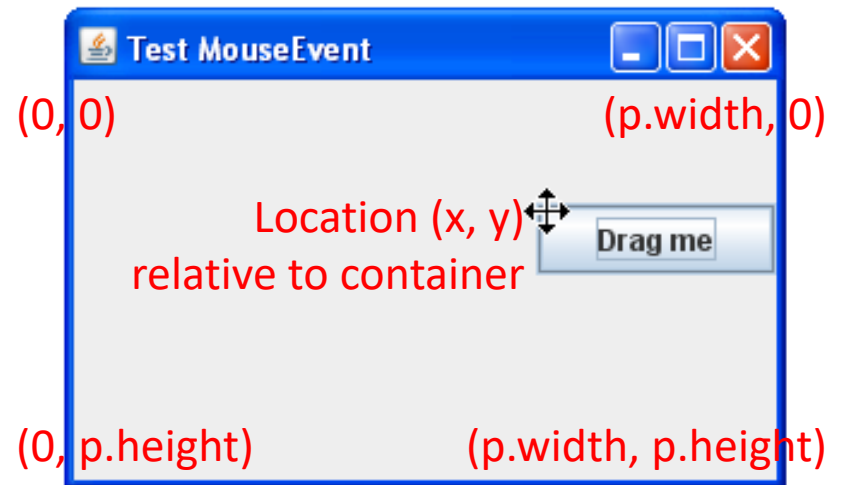 Test MouseEvent
(0, 0)
(p.width, 0)
Location (x, y)
relative to container
Drag me
(0, p.height)
(p.width, p.height)